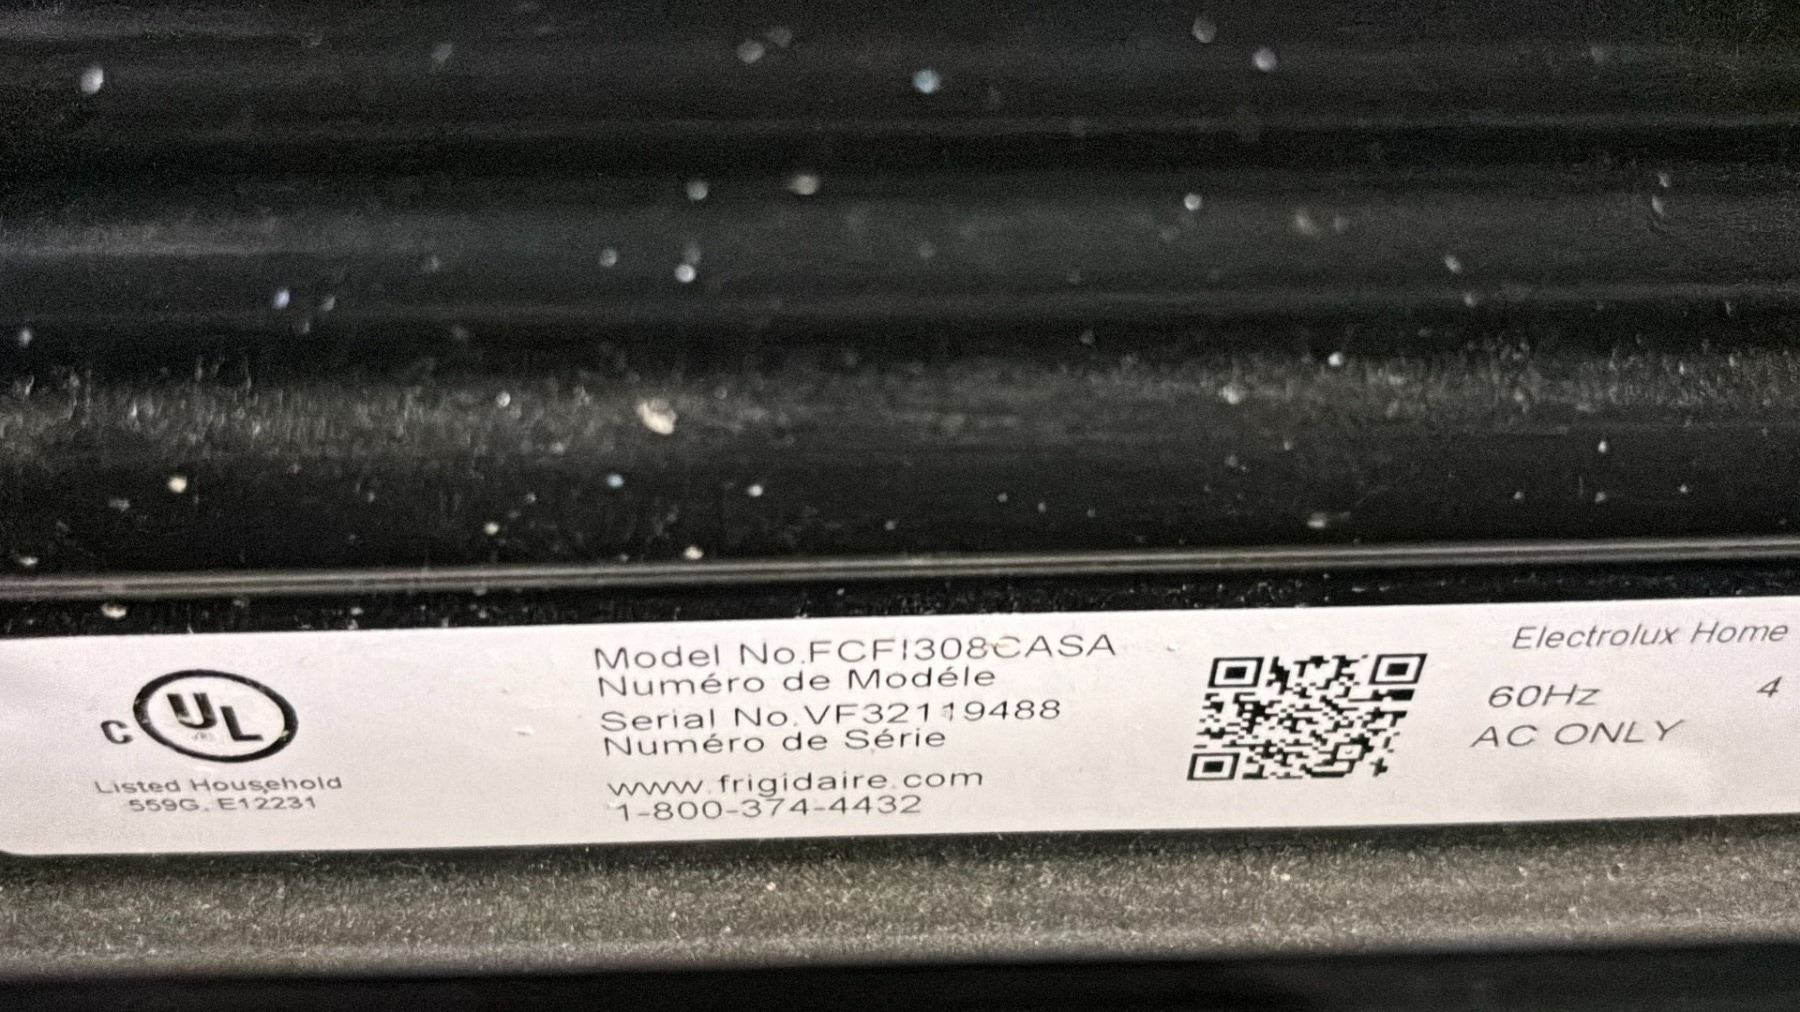 C UL
Listed Household
559G. E12231
Model No.FCFI308CASA
Numéro de Modéle
Serial No.VF32119488
Numéro de Série
www.frigidaire.com
1-800-374-4432
Electrolux Home
60Hz 4
AC ONLY